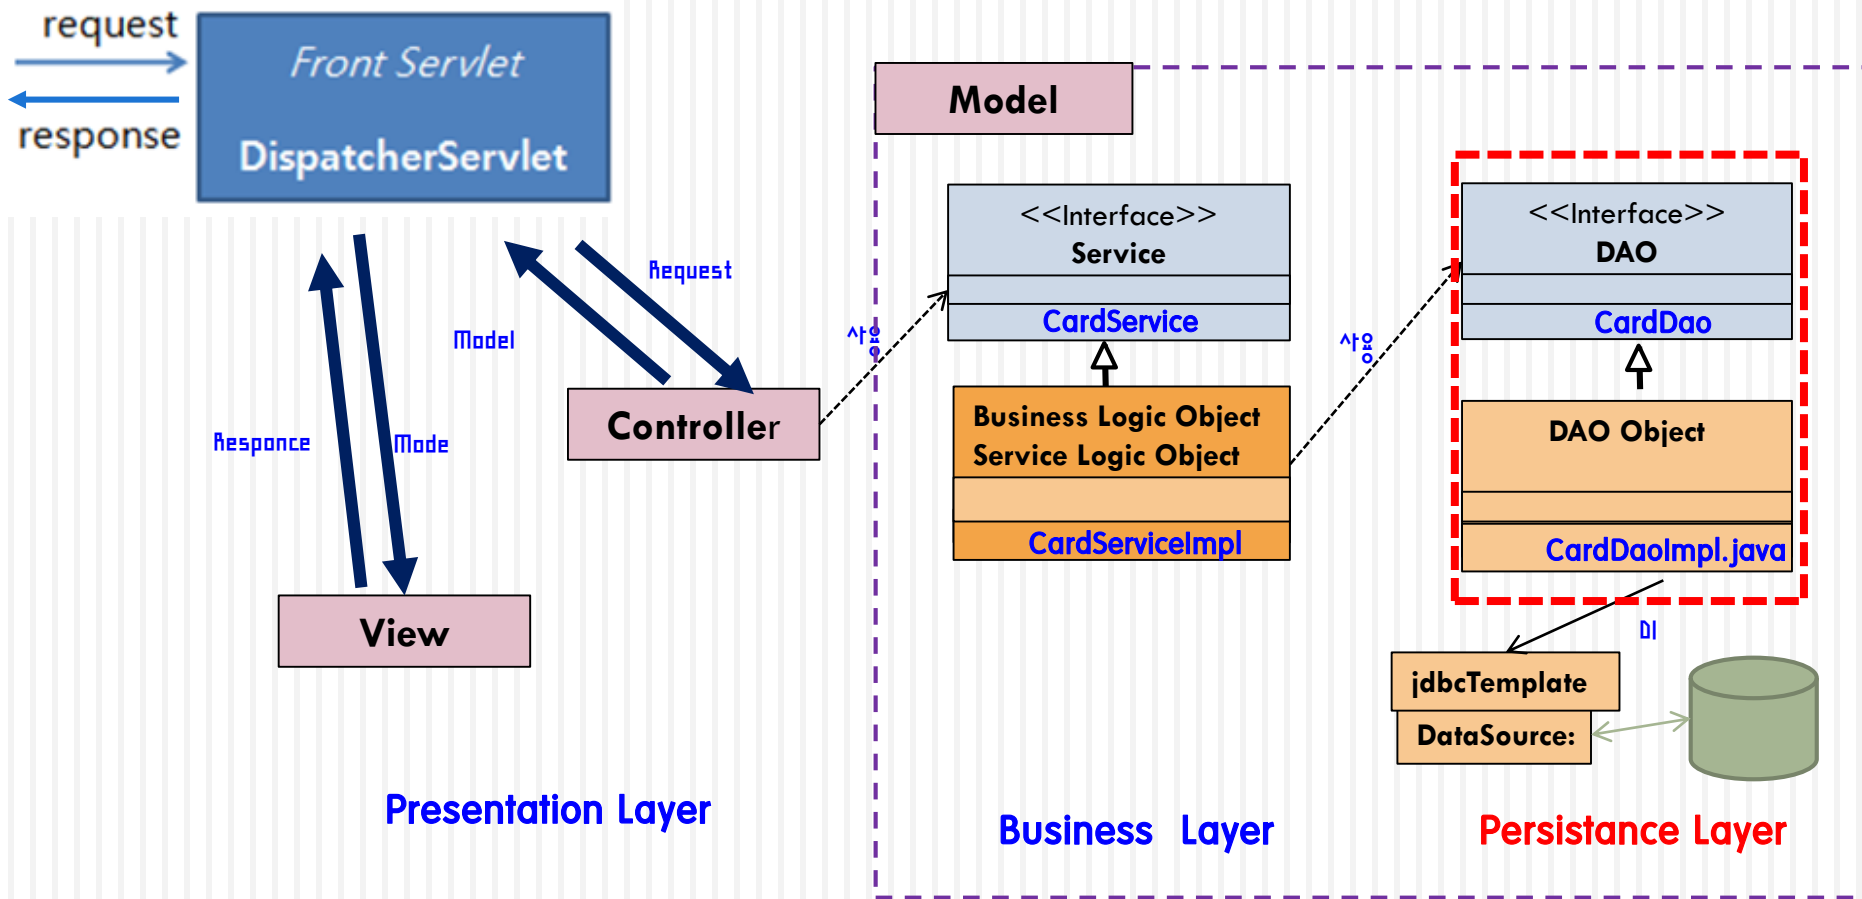 request
response
Front Servlet
DispatcherServlet
Model
<<Interface>>
Service
CardService
<<Interface>>
DAO
CardDao
Request
Model
사용
사용
Controller
Responce
Mode
Business Logic Object
Service Logic Object
CardServiceImpl
DAO Object
CardDaoImpl.java
View
DI
jdbcTemplate
DataSource:
Presentation Layer
Business Layer
Persistance Layer